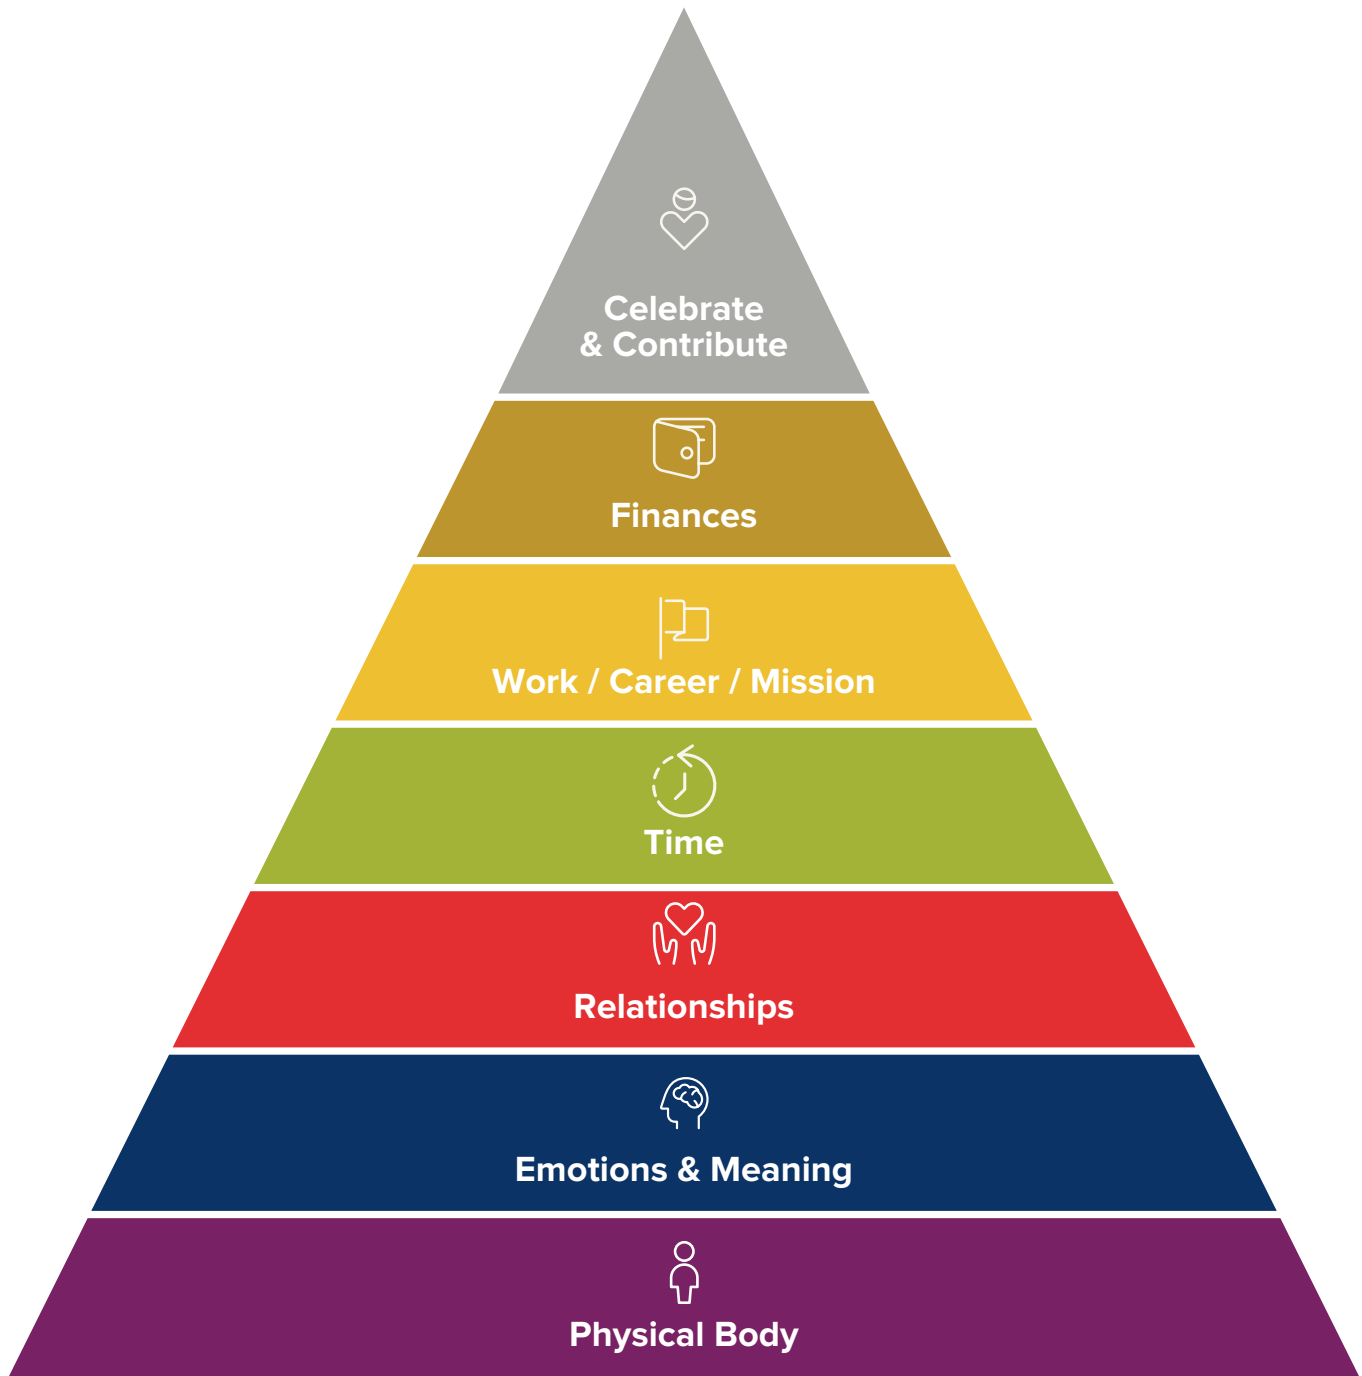 Celebrate
& Contribute
Finances
Work / Career / Mission
Time
Relationships
Emotions & Meaning
Physical Body